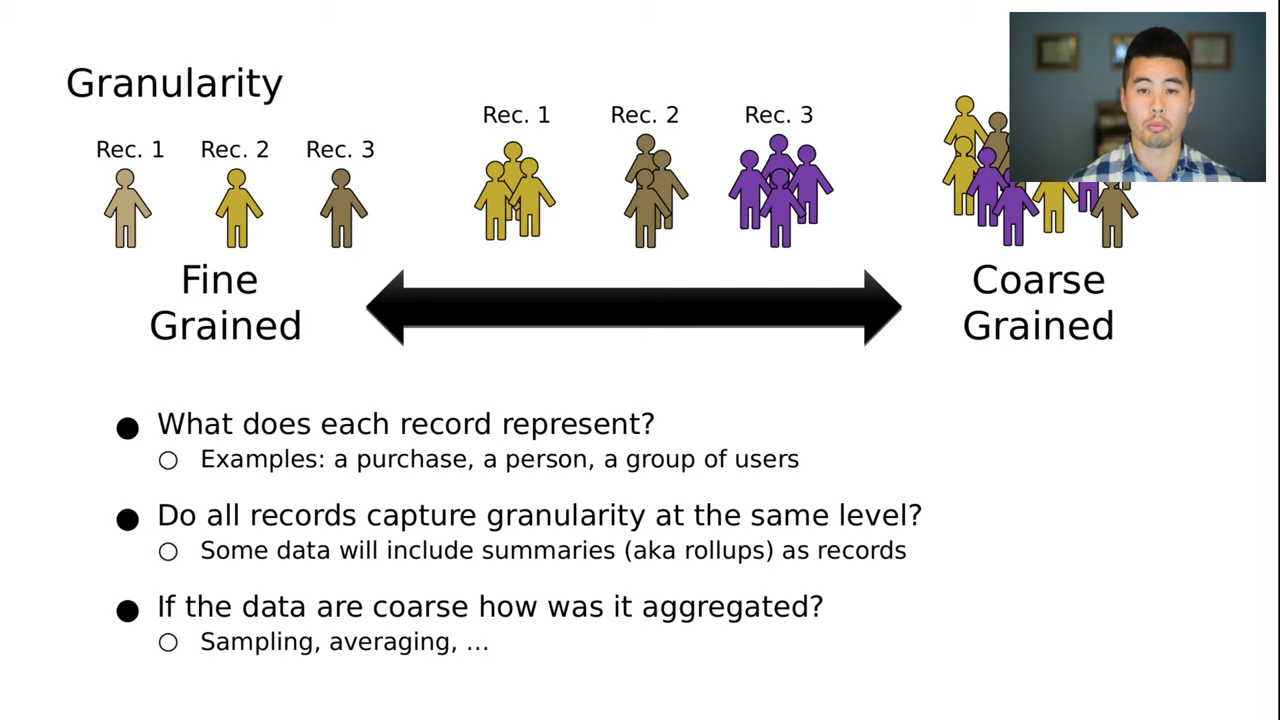 Granularity
Rec. 1
Rec. 2
Rec. 3
Rec. 1
Rec. 2
Rec. 3
Fine
Grained
Coarse
Grained
● What does each record represent?
○ Examples: a purchase, a person, a group of users
● Do all records capture granularity at the same level?
○ Some data will include summaries (aka rollups) as records
● If the data are coarse how was it aggregated?
○ Sampling, averaging, …